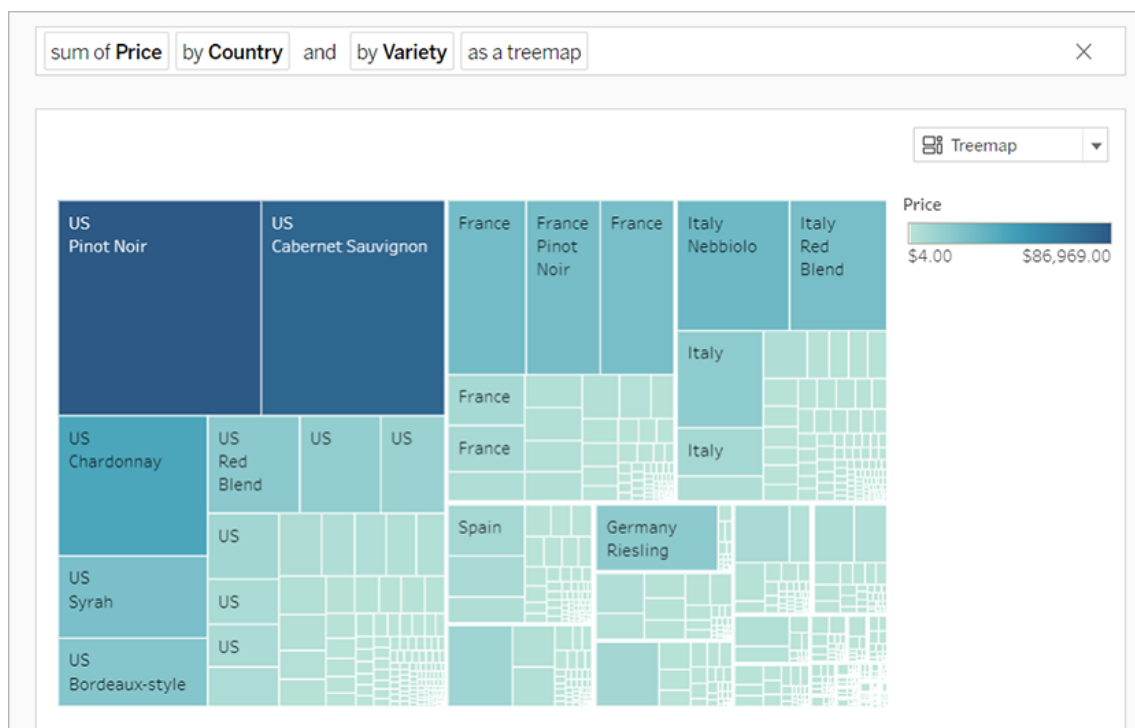 sum of Price by Country and by Variety as a treemap
Treemap
Price
$4.00 $86,969.00
US
Pinot Noir
US
Cabernet Sauvignon
US
Chardonnay
US
Syrah
US
Bordeaux-style
US
Red
Blend
US
US
US
US
US
France
France
Pinot
Noir
France
France
France
Italy
Nebbiolo
Italy
Red
Blend
Italy
Italy
Spain
Germany
Riesling